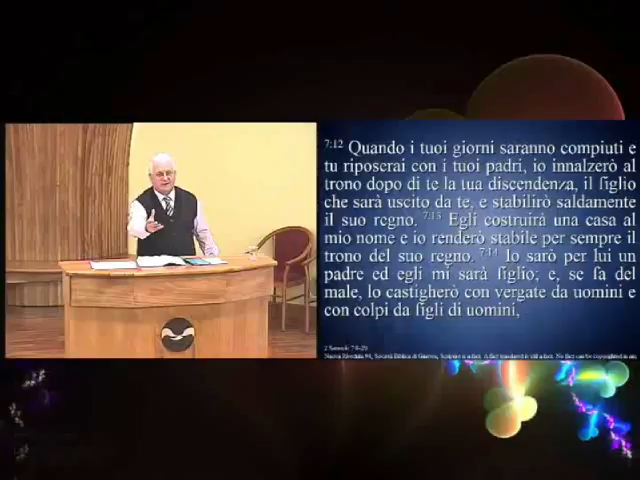 7:12 Quando i tuoi giorni saranno compiuti e
tu riposerai con i tuoi padri, io innalzerò al
trono dopo di te la tua discendenza, il figlio
che sarà uscito da te, e stabilirò saldamente
il suo regno. 7:13 Egli costruirà una casa al
mio nome e io renderò stabile per sempre il
trono del suo regno. 7:14 Io sarò per lui un
padre ed egli mi sarà figlio; e, se fa del
male, lo castigherò con vergate da uomini e
con colpi da figli di uomini,
2 Samuele 7:8-29
Nuova Riveduta 94, Società Biblica di Ginevra,